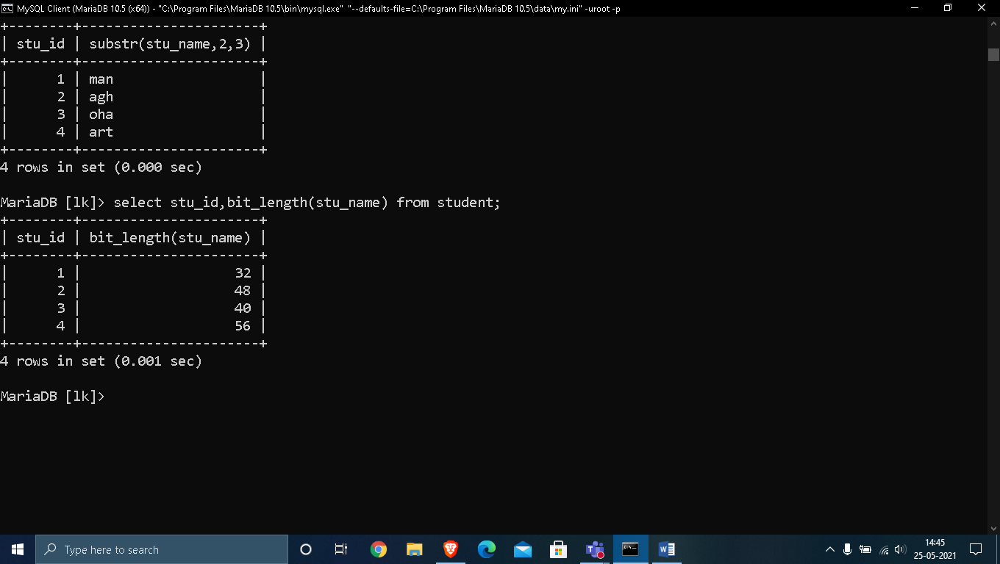 MySQL Client (MariaDB 10.5 (x64)) - "C:\Program Files\MariaDB 10.5\bin\mysql.exe" "--defaults-file=C:\Program Files\MariaDB 10.5\data\my.ini" -uroot -p
+--------+-----------------------+
| stu_id | substr(stu_name,2,3) |
+--------+-----------------------+
| 1 | man |
| 2 | agh |
| 3 | oha |
| 4 | art |
+--------+-----------------------+
4 rows in set (0.000 sec)
MariaDB [lk]> select stu_id,bit_length(stu_name) from student;
+--------+-----------------------+
| stu_id | bit_length(stu_name) |
+--------+-----------------------+
| 1 | 32 |
| 2 | 48 |
| 3 | 40 |
| 4 | 56 |
+--------+-----------------------+
4 rows in set (0.001 sec)
MariaDB [lk]>
Type here to search
14:45
25-05-2021